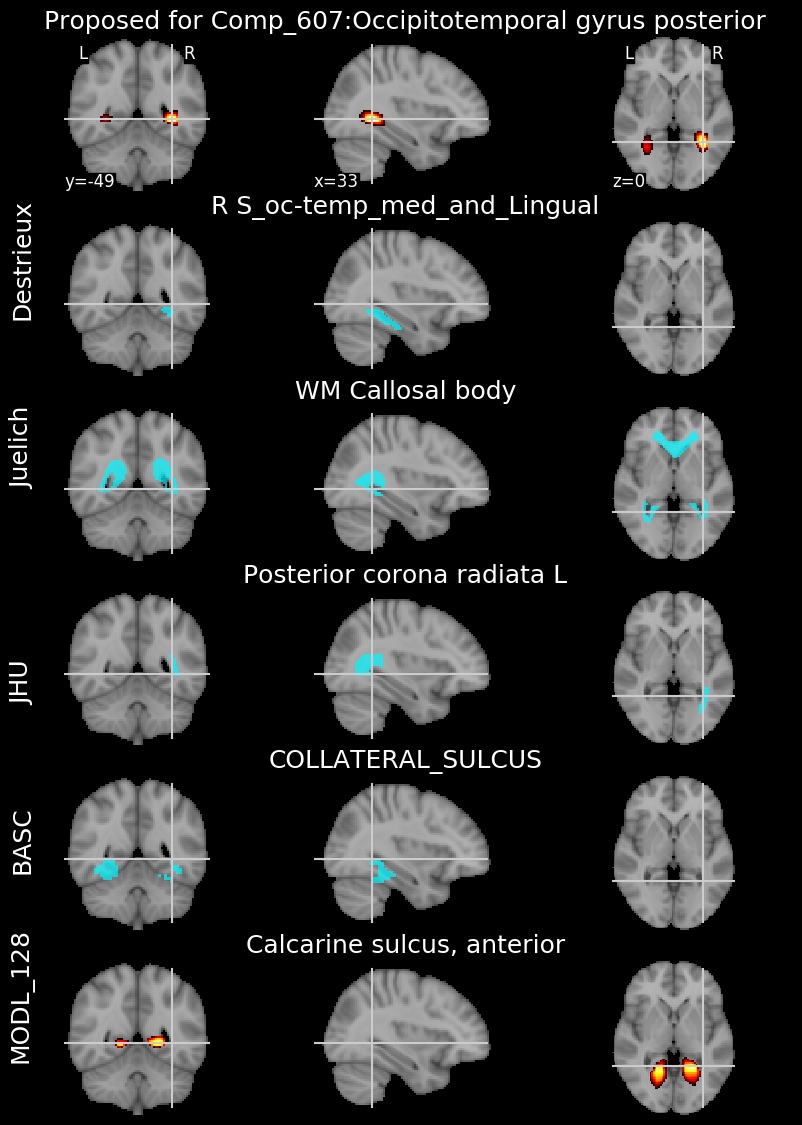 Proposed for Comp_607:Occipitotemporal gyrus posterior
L R L R
y=-49 x=33 z=0
R S_oc-temp_med_and_Lingual
Destrieux
WM Callosal body
Juelich
Posterior corona radiata L
JHU
COLLATERAL_SULCUS
BASC
Calcarine sulcus, anterior
MODL_128